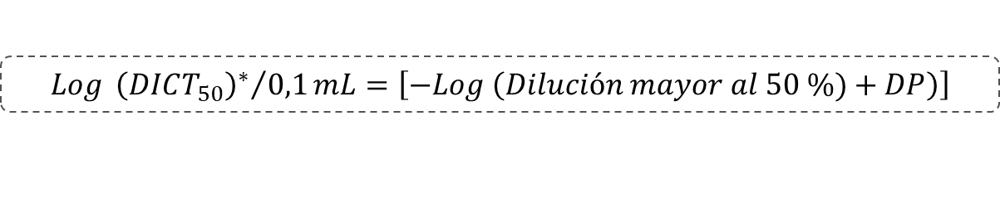 Log (DICT₅₀)*/0,1 mL = [−Log (Dilución mayor al 50 %) + DP)]